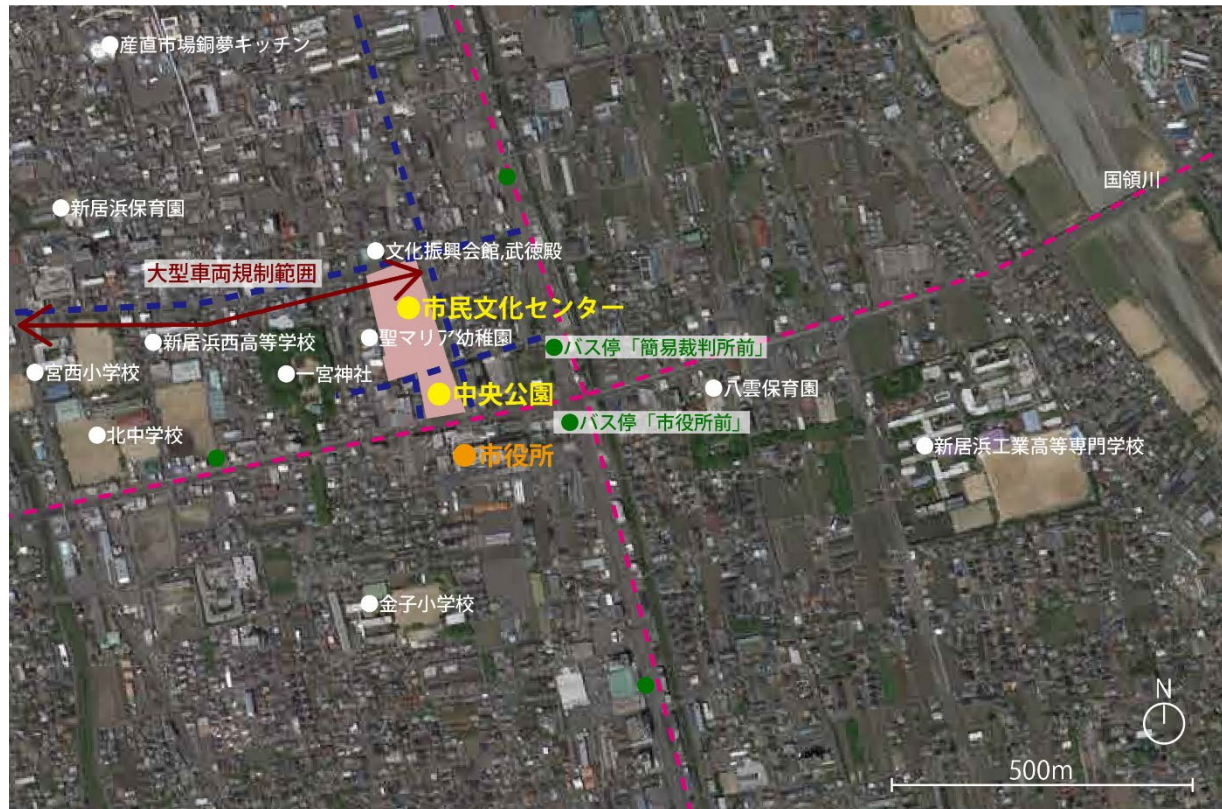 産直市場銅夢キッチン
国領川
新居浜保育園
文化振興会館,武徳殿
大型車両規制範囲
市民文化センター
聖マリア幼稚園
新居浜西高等学校
バス停「簡易裁判所前」
宮西小学校
一宮神社
中央公園
八雲保育園
バス停「市役所前」
北中学校
市役所
新居浜工業高等専門学校
金子小学校
N
500m